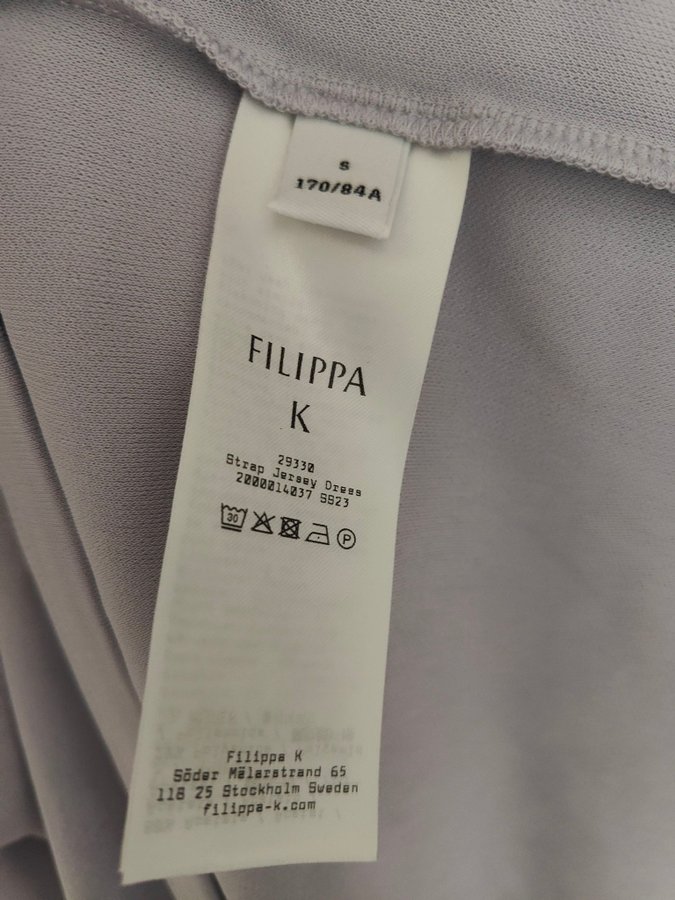 S
170/84A
FILIPPA
K
29330
Strap Jersey Dress
2000014037 SS23
30
P
Filippa K
Söder Mälarstrand 65
118 25 Stockholm Sweden
filippa-k.com